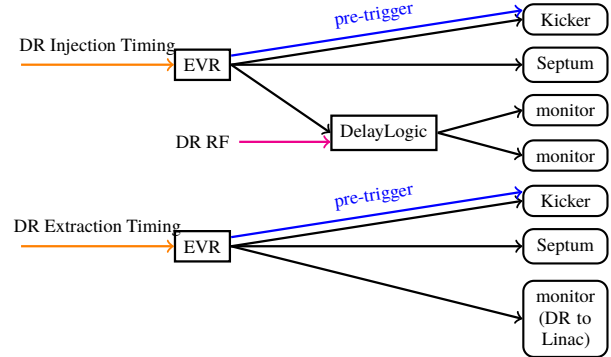 pre-trigger
Kicker
DR Injection Timing
EVR
Septum
monitor
DelayLogic
DR RF
monitor
pre-trigger
Kicker
DR Extraction Timing
EVR
Septum
monitor
(DR to
Linac)